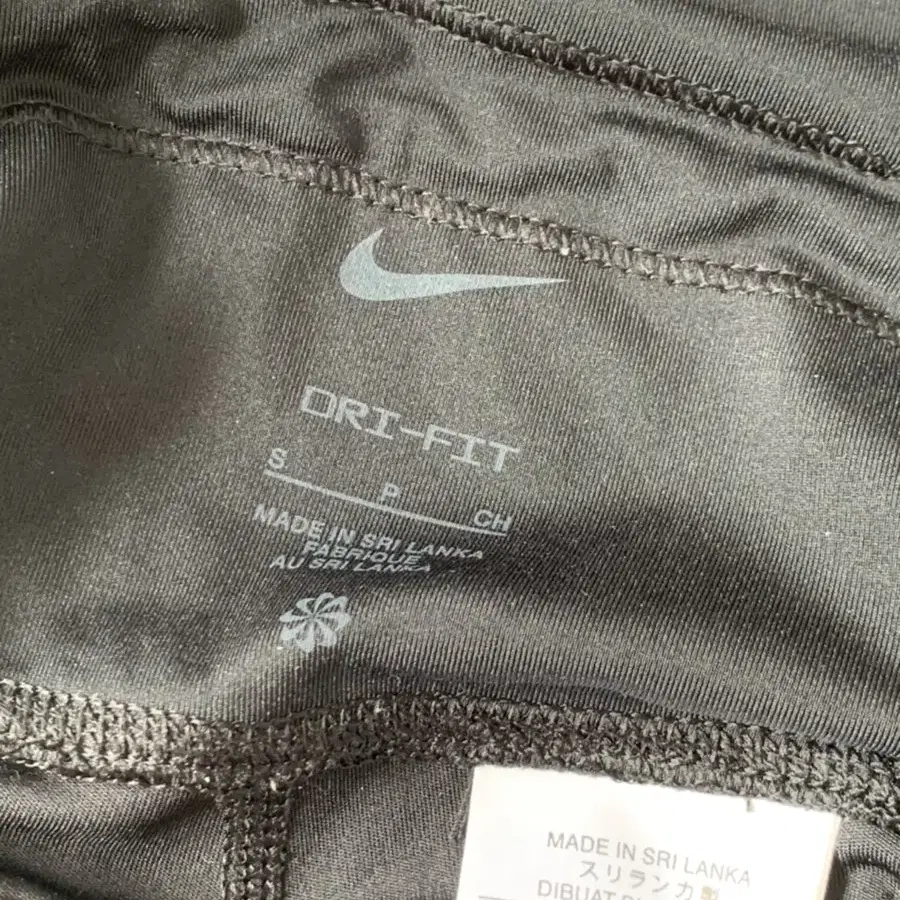 DRI-FIT
S P CH
MADE IN SRI LANKA
FABRIQUE
AU SRI LANKA
MADE IN SRI LANKA
スリランカ製
DIBUAT